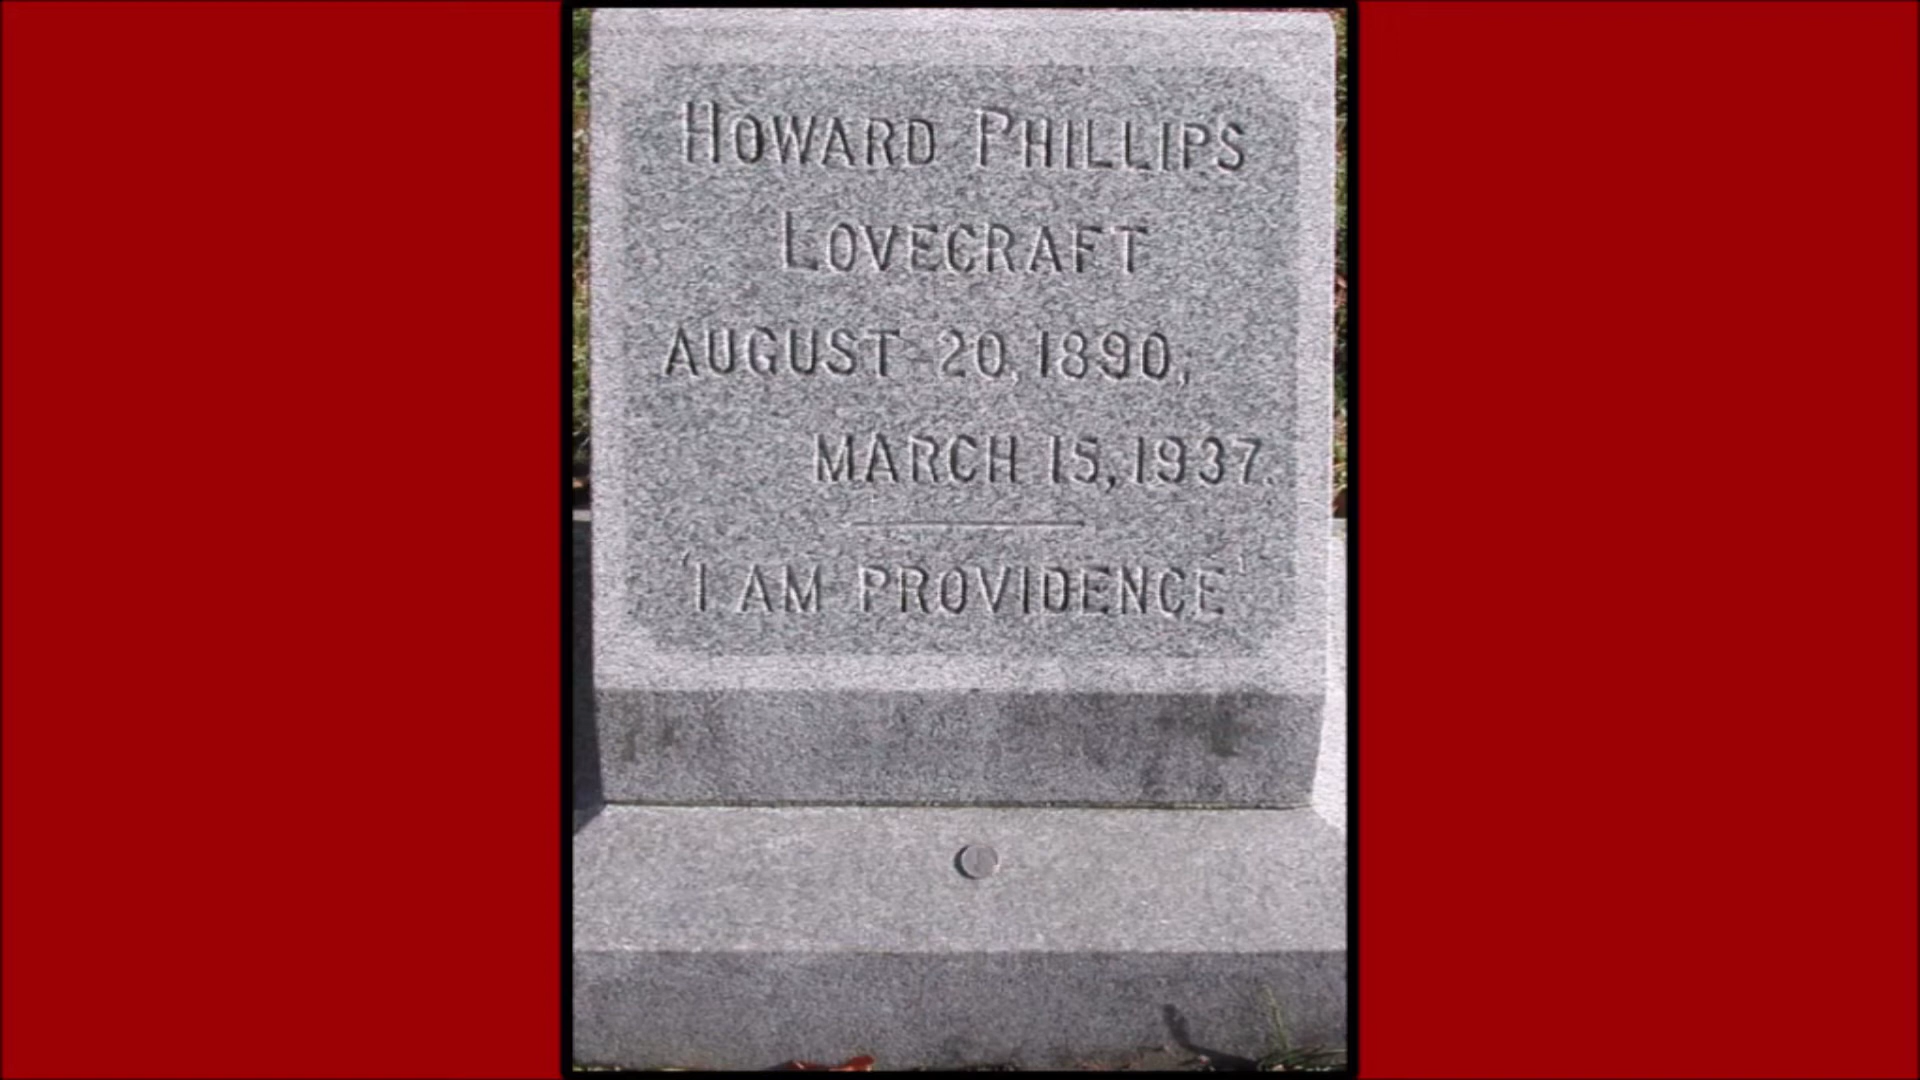 HOWARD PHILLIPS
LOVECRAFT
AUGUST 20, 1890,
MARCH 15, 1937.
'I AM PROVIDENCE'